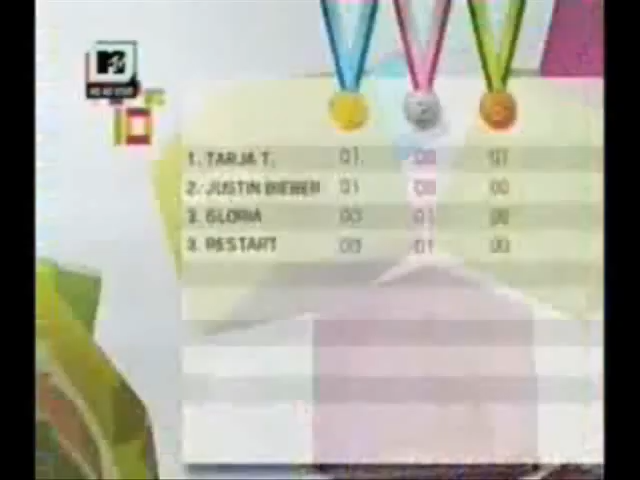 1. TARJA T. 01 00 01
2. JUSTIN BIEBER 01 00 00
3. GLORIA 00 01 00
3. RESTART 00 01 00